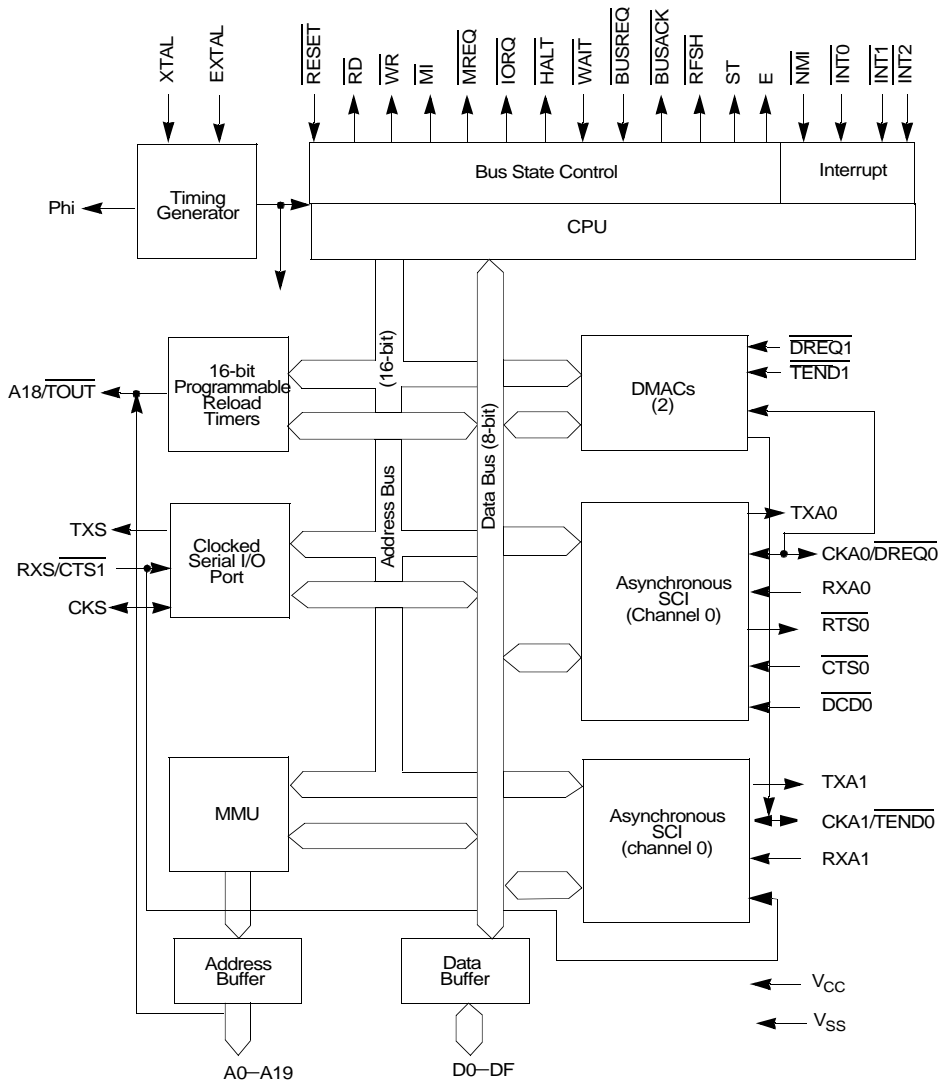 XTAL
EXTAL
RESET
RD
WR
MI
MREQ
IORQ
HALT
WAIT
BUSREQ
BUSACK
RFSH
ST
E
NMI
INT0
INT1
INT2
Timing
Generator
Phi
Bus State Control
Interrupt
CPU
16-bit
Programmable
Reload
Timers
A18/TOUT
(16-bit)
Address Bus
Data Bus (8-bit)
DMACs
(2)
DREQ1
TEND1
TXS
RXS/CTS1
CKS
Clocked
Serial I/O
Port
Asynchronous
SCI
(Channel 0)
TXA0
CKA0/DREQ0
RXA0
RTS0
CTS0
DCD0
MMU
Asynchronous
SCI
(channel 0)
TXA1
CKA1/TEND0
RXA1
Address
Buffer
Data
Buffer
VCC
VSS
A0–A19
D0–DF